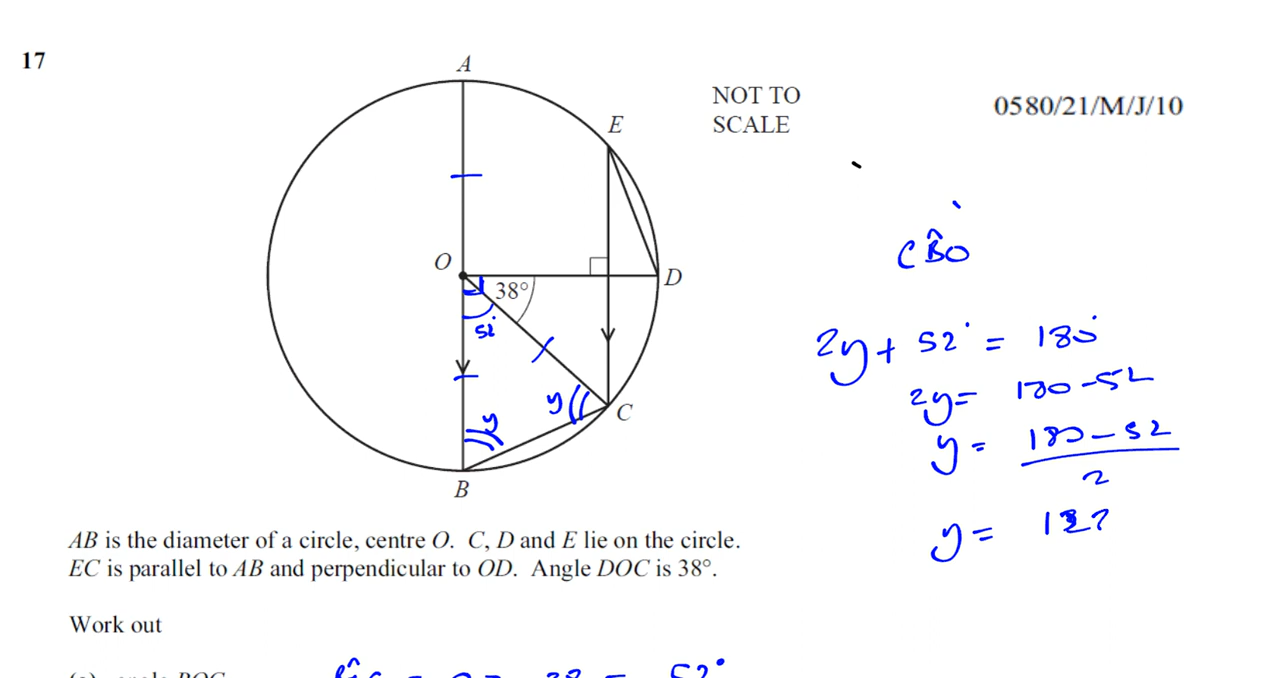 17
A
NOT TO
SCALE
0580/21/M/J/10
E
CB̂O
O
D
38°
52°
2y + 52° = 180°
2y = 180 - 52
y = 180 - 52
2
y
y
C
B
y =
AB is the diameter of a circle, centre O. C, D and E lie on the circle.
EC is parallel to AB and perpendicular to OD. Angle DOC is 38°.
Work out
= 52°